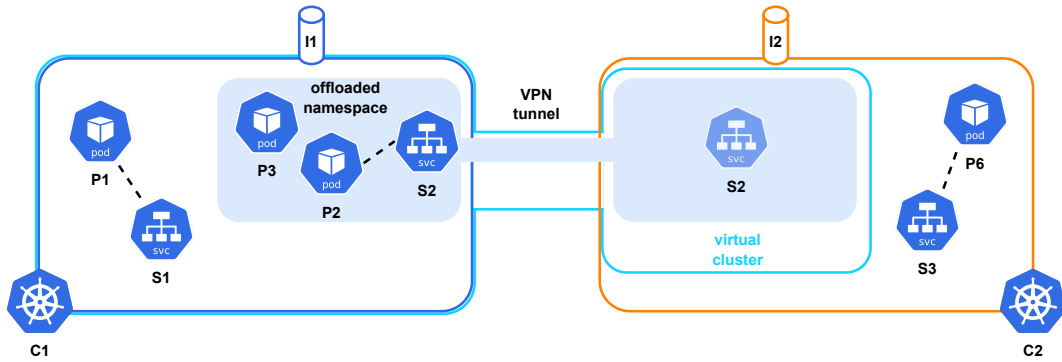 I1
I2
offloaded
namespace
VPN
tunnel
pod
P1
pod
P3
pod
P2
svc
S2
svc
S2
pod
P6
svc
S1
svc
S3
virtual
cluster
C1
C2